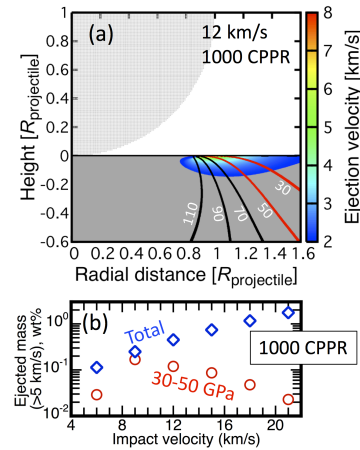 (a)
12 km/s
1000 CPPR
Height [R_projectile]
1
0.8
0.6
0.4
0.2
0
-0.2
-0.4
-0.6
110
90
70
50
30
0 0.2 0.4 0.6 0.8 1 1.2 1.4 1.6
Radial distance [R_projectile]
8
7
6
5
4
3
2
Ejection velocity [km/s]
(b)
Total
30-50 GPa
1000 CPPR
Ejected mass
(>5 km/s), wt%
10^0
10^-1
10^-2
4 6 8 10 12 14 16 18 20 22
Impact velocity (km/s)